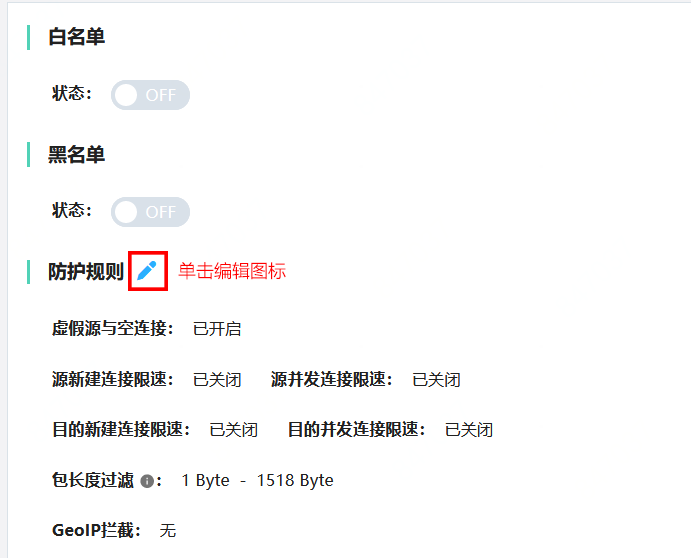 白名单
状态： OFF
黑名单
状态： OFF
防护规则 单击编辑图标
虚假源与空连接： 已开启
源新建连接限速： 已关闭 源并发连接限速： 已关闭
目的新建连接限速： 已关闭 目的并发连接限速： 已关闭
包长度过滤 ： 1 Byte - 1518 Byte
GeoIP拦截： 无